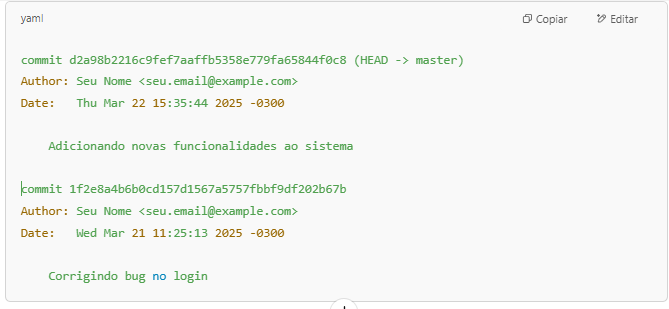 yaml
Copiar
Editar
commit d2a98b2216c9fef7aaffb5358e779fa65844f0c8 (HEAD -> master)
Author: Seu Nome <seu.email@example.com>
Date:   Thu Mar 22 15:35:44 2025 -0300
Adicionando novas funcionalidades ao sistema
commit 1f2e8a4b6b0cd157d1567a5757fbbf9df202b67b
Author: Seu Nome <seu.email@example.com>
Date:   Wed Mar 21 11:25:13 2025 -0300
Corrigindo bug no login